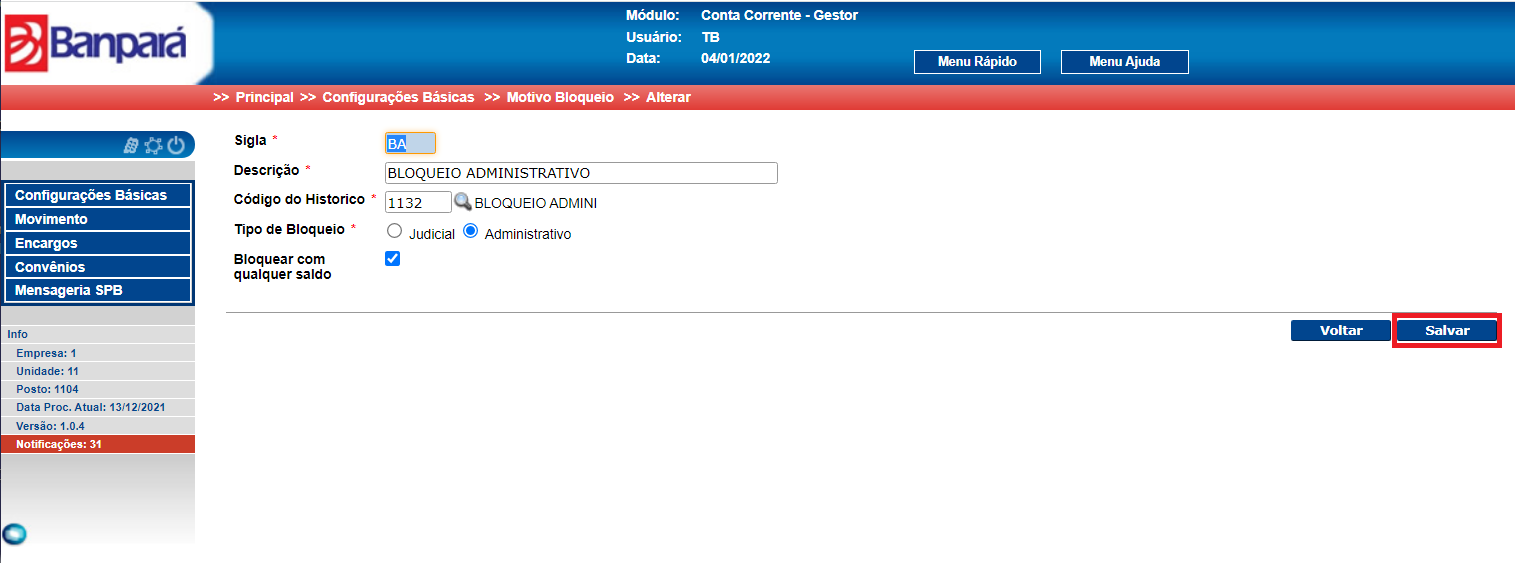 Banpará
Módulo: Conta Corrente - Gestor
Usuário: TB
Data: 04/01/2022
Menu Rápido
Menu Ajuda
>> Principal >> Configurações Básicas >> Motivo Bloqueio >> Alterar
Configurações Básicas
Movimento
Encargos
Convênios
Mensageria SPB
Info
Empresa: 1
Unidade: 11
Posto: 1104
Data Proc. Atual: 13/12/2021
Versão: 1.0.4
Notificações: 31
Sigla * BA
Descrição * BLOQUEIO ADMINISTRATIVO
Código do Historico * 1132 BLOQUEIO ADMINI
Tipo de Bloqueio * Judicial Administrativo
Bloquear com
qualquer saldo
Voltar
Salvar